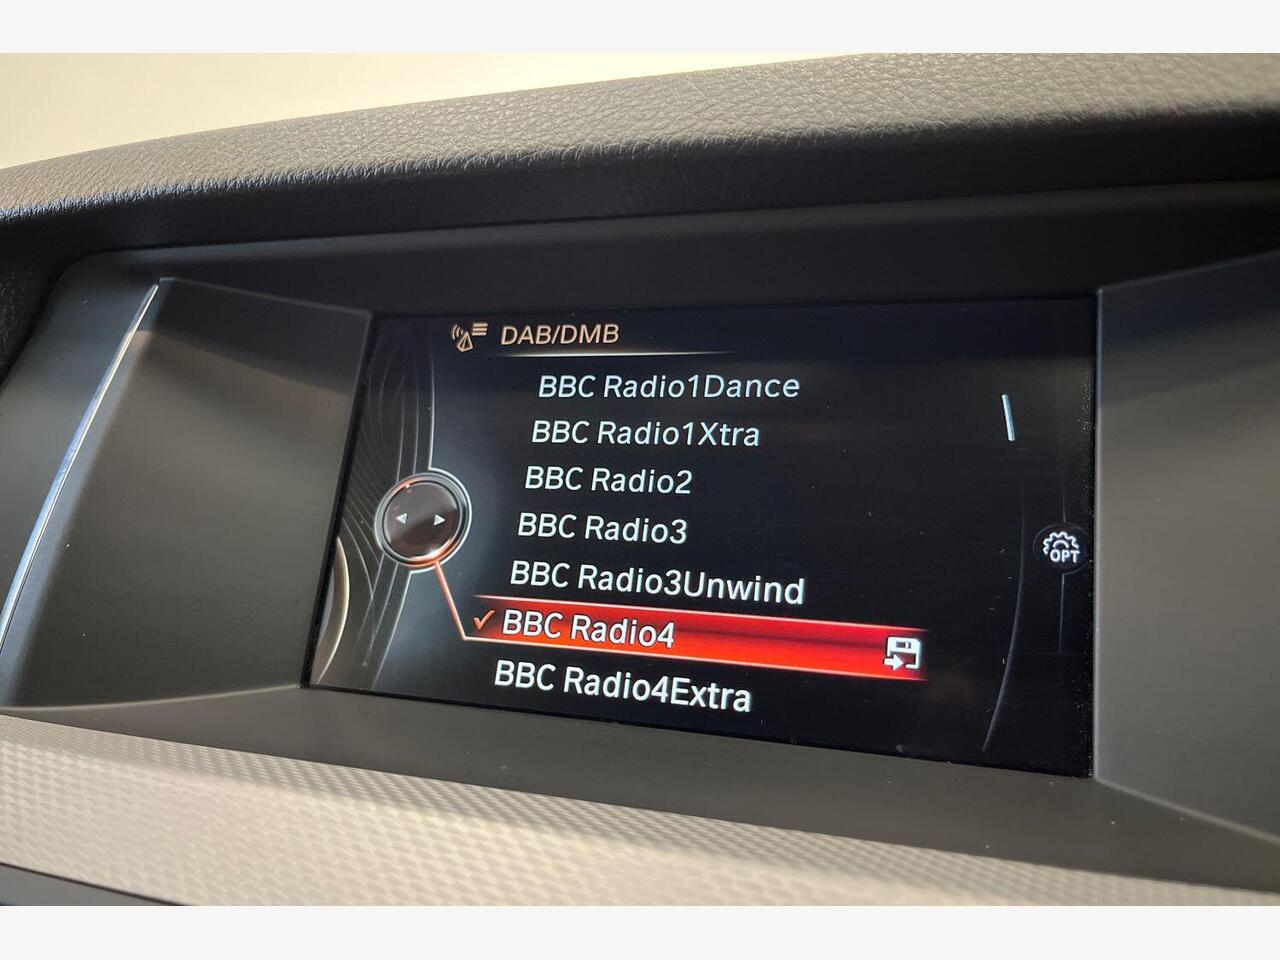 DAB/DMB
BBC Radio1Dance
BBC Radio1Xtra
BBC Radio2
BBC Radio3
BBC Radio3Unwind
BBC Radio4
BBC Radio4Extra
OPT